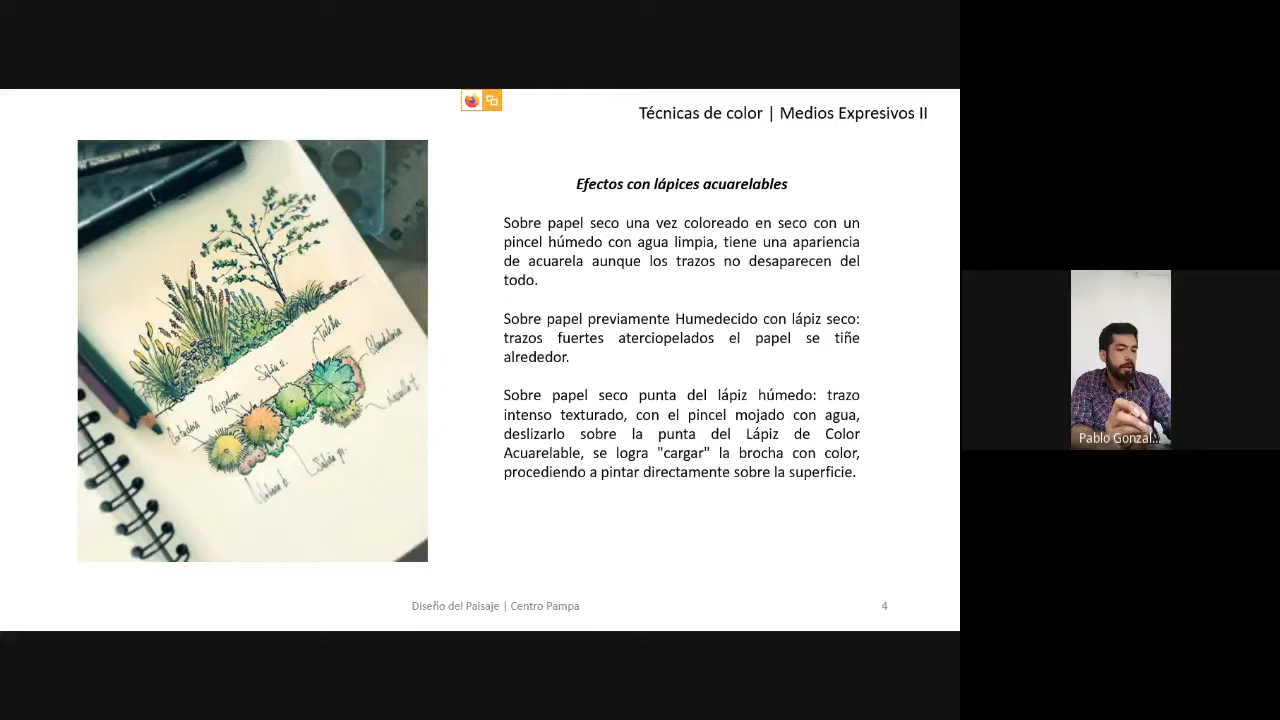 Técnicas de color | Medios Expresivos II
Efectos con lápices acuarelables
Sobre papel seco una vez coloreado en seco con un
pincel húmedo con agua limpia, tiene una apariencia
de acuarela aunque los trazos no desaparecen del
todo.
Sobre papel previamente Humedecido con lápiz seco:
trazos fuertes aterciopelados el papel se tiñe
alrededor.
Sobre papel seco punta del lápiz húmedo: trazo
intenso texturado, con el pincel mojado con agua,
deslizarlo sobre la punta del Lápiz de Color
Acuarelable, se logra "cargar" la brocha con color,
procediendo a pintar directamente sobre la superficie.
Diseño del Paisaje | Centro Pampa
4
Pablo Gonzal...